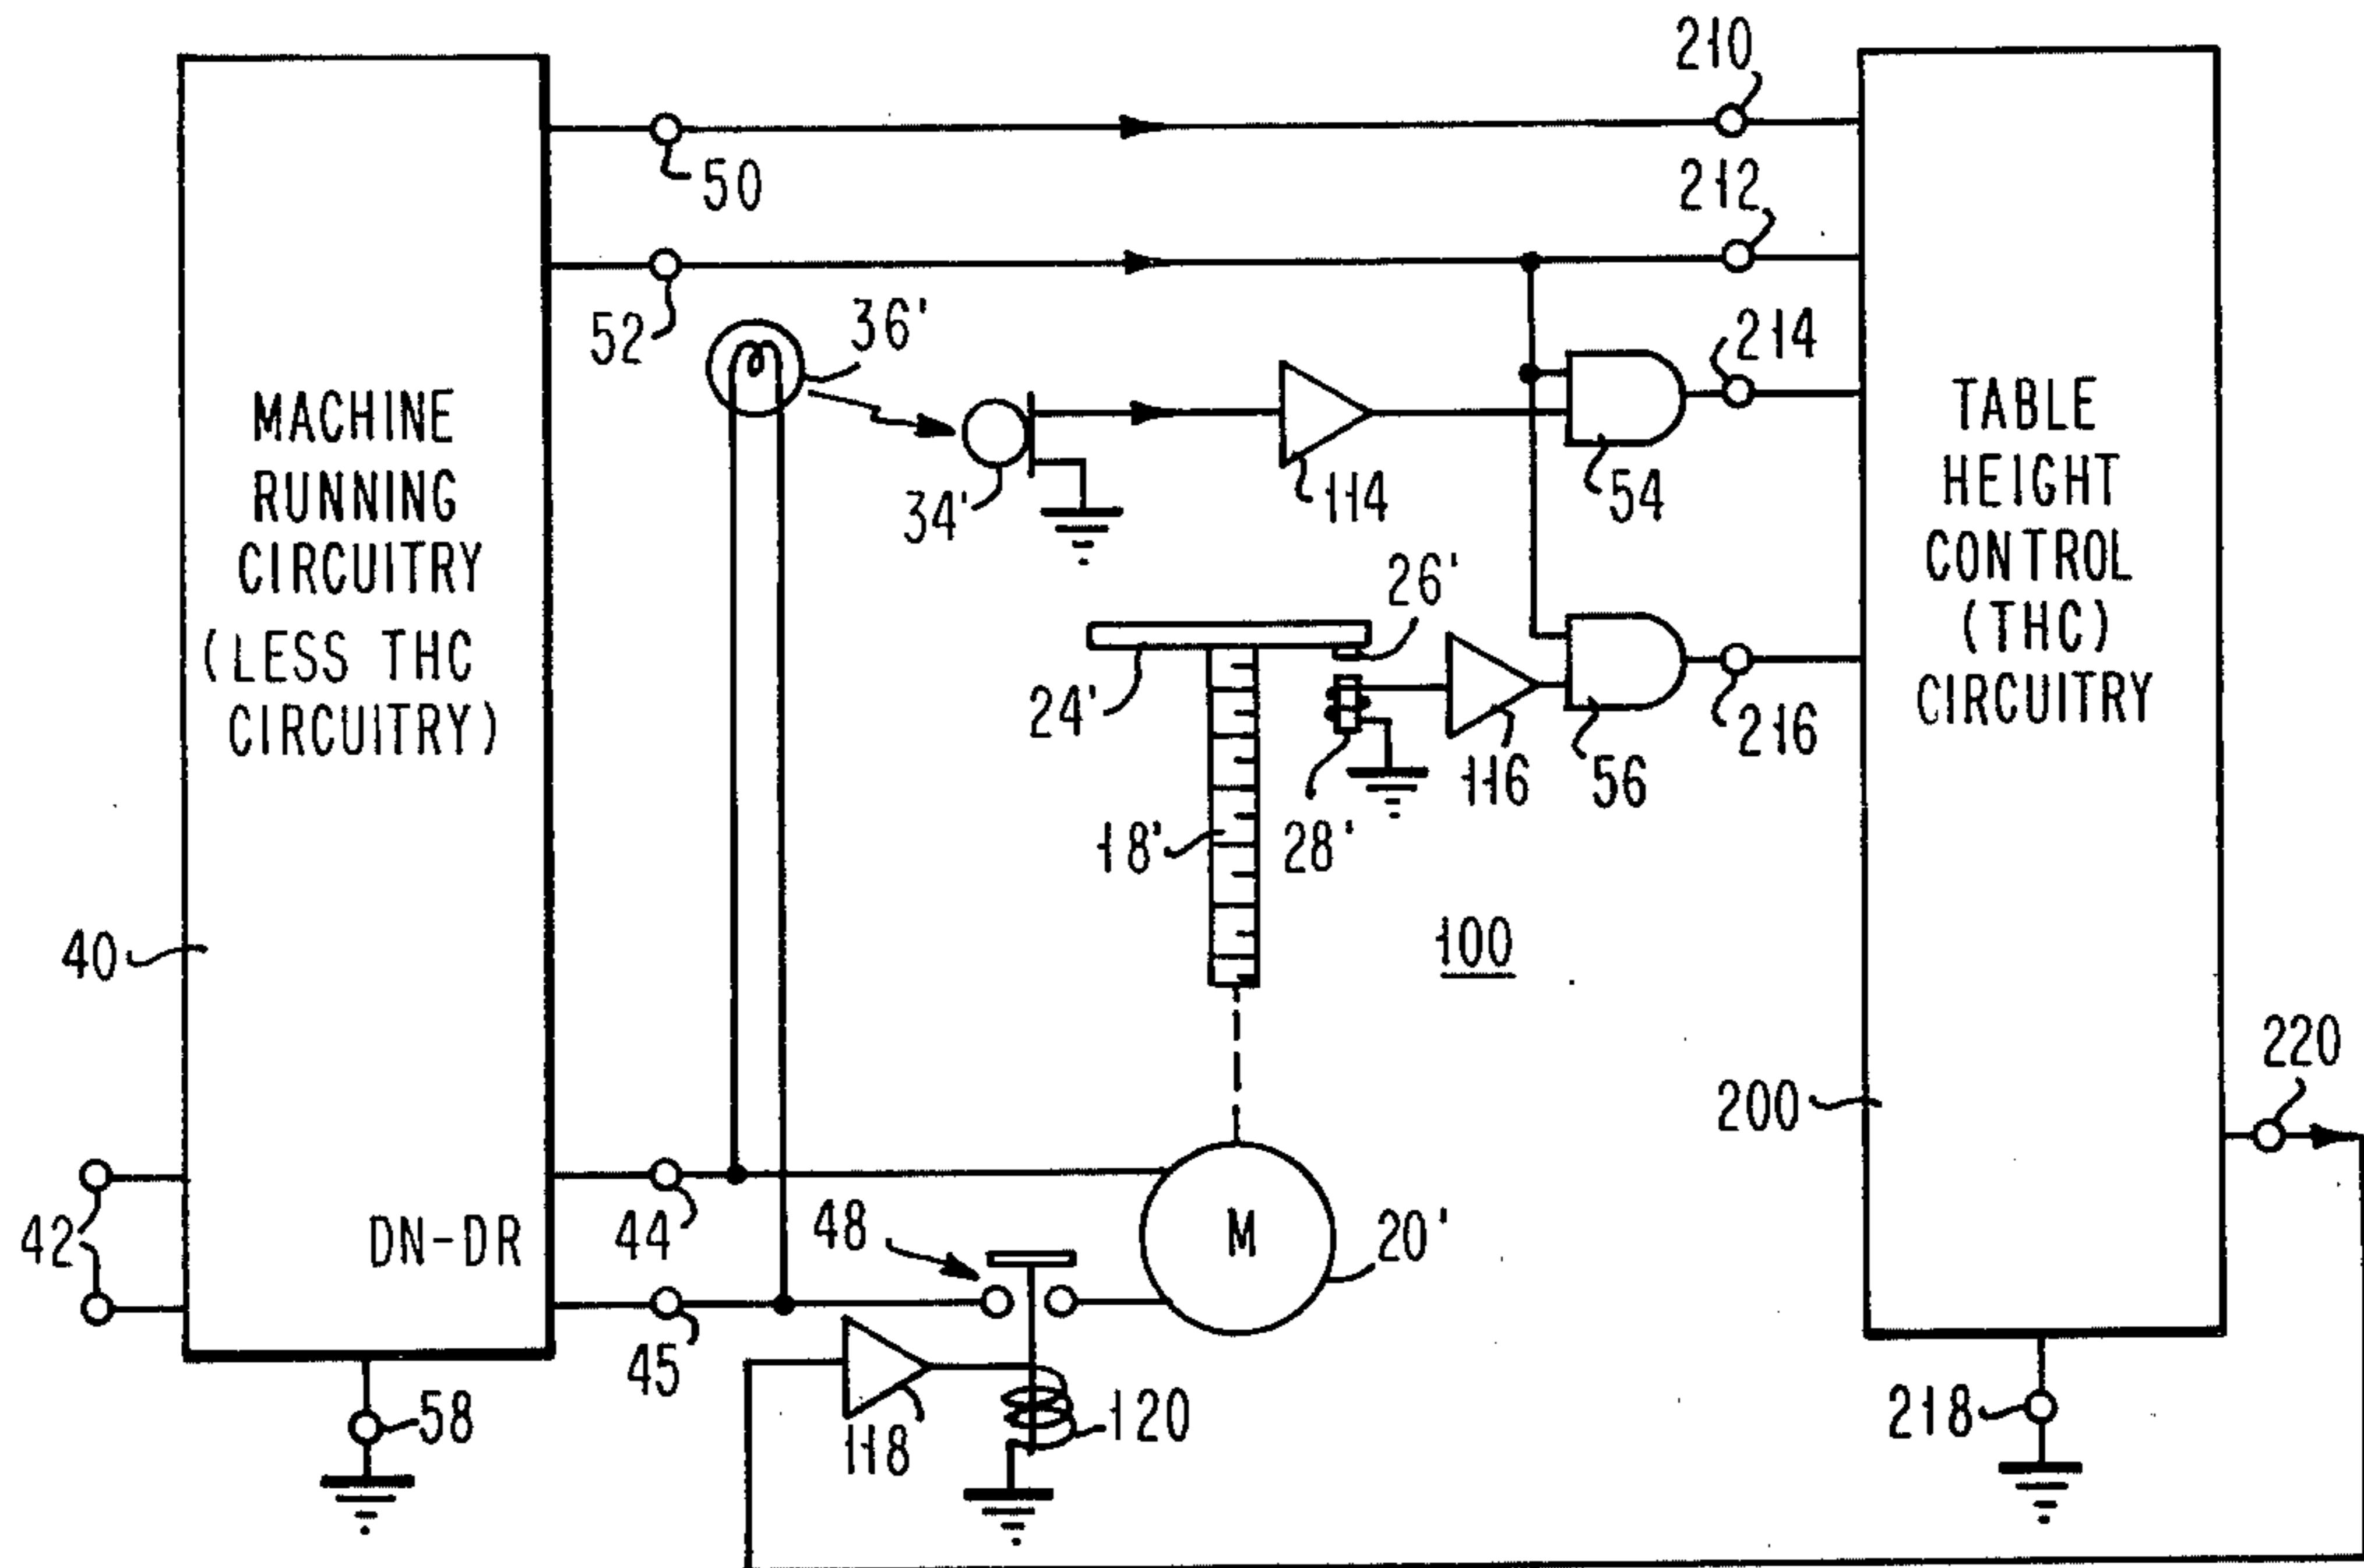 210
50
212
52
36'
214
MACHINE
RUNNING
CIRCUITRY
(LESS THC
CIRCUITRY)
TABLE
HEIGHT
CONTROL
(THC)
CIRCUITRY
34'
114
54
26'
24'
116
56
216
18'
28'
40
100
200
220
42
DN-DR
44
48
M
20'
45
58
118
120
218